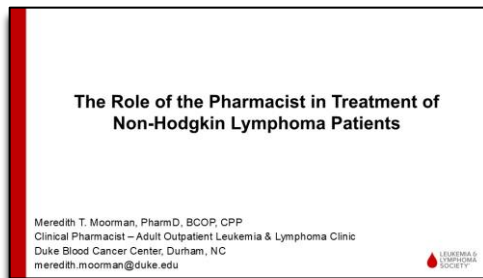 The Role of the Pharmacist in Treatment of
Non-Hodgkin Lymphoma Patients
Meredith T. Moorman, PharmD, BCOP, CPP
Clinical Pharmacist – Adult Outpatient Leukemia & Lymphoma Clinic
Duke Blood Cancer Center, Durham, NC
meredith.moorman@duke.edu
LEUKEMIA &
LYMPHOMA
SOCIETY